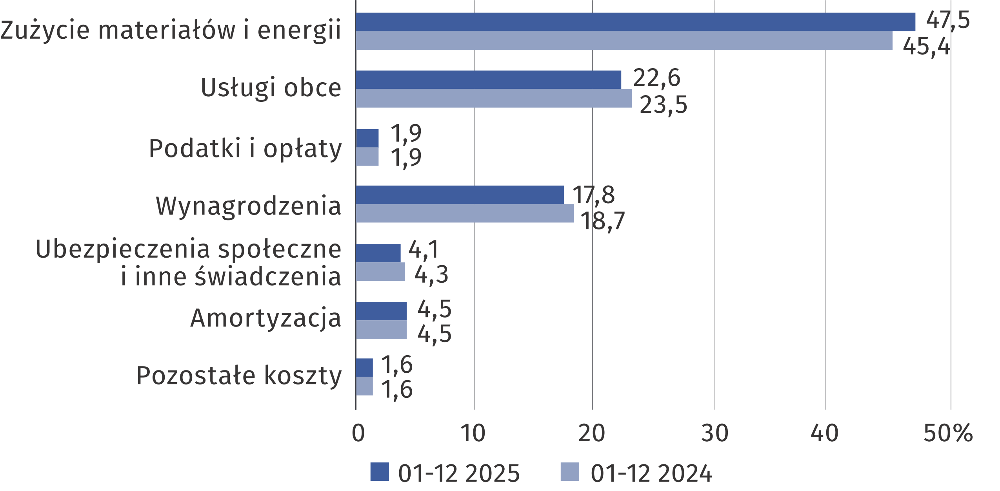 Zużycie materiałów i energii
47,5
45,4
Usługi obce
22,6
23,5
Podatki i opłaty
1,9
1,9
Wynagrodzenia
17,8
18,7
Ubezpieczenia społeczne
i inne świadczenia
4,1
4,3
Amortyzacja
4,5
4,5
Pozostałe koszty
1,6
1,6
0 10 20 30 40 50%
01-12 2025 01-12 2024